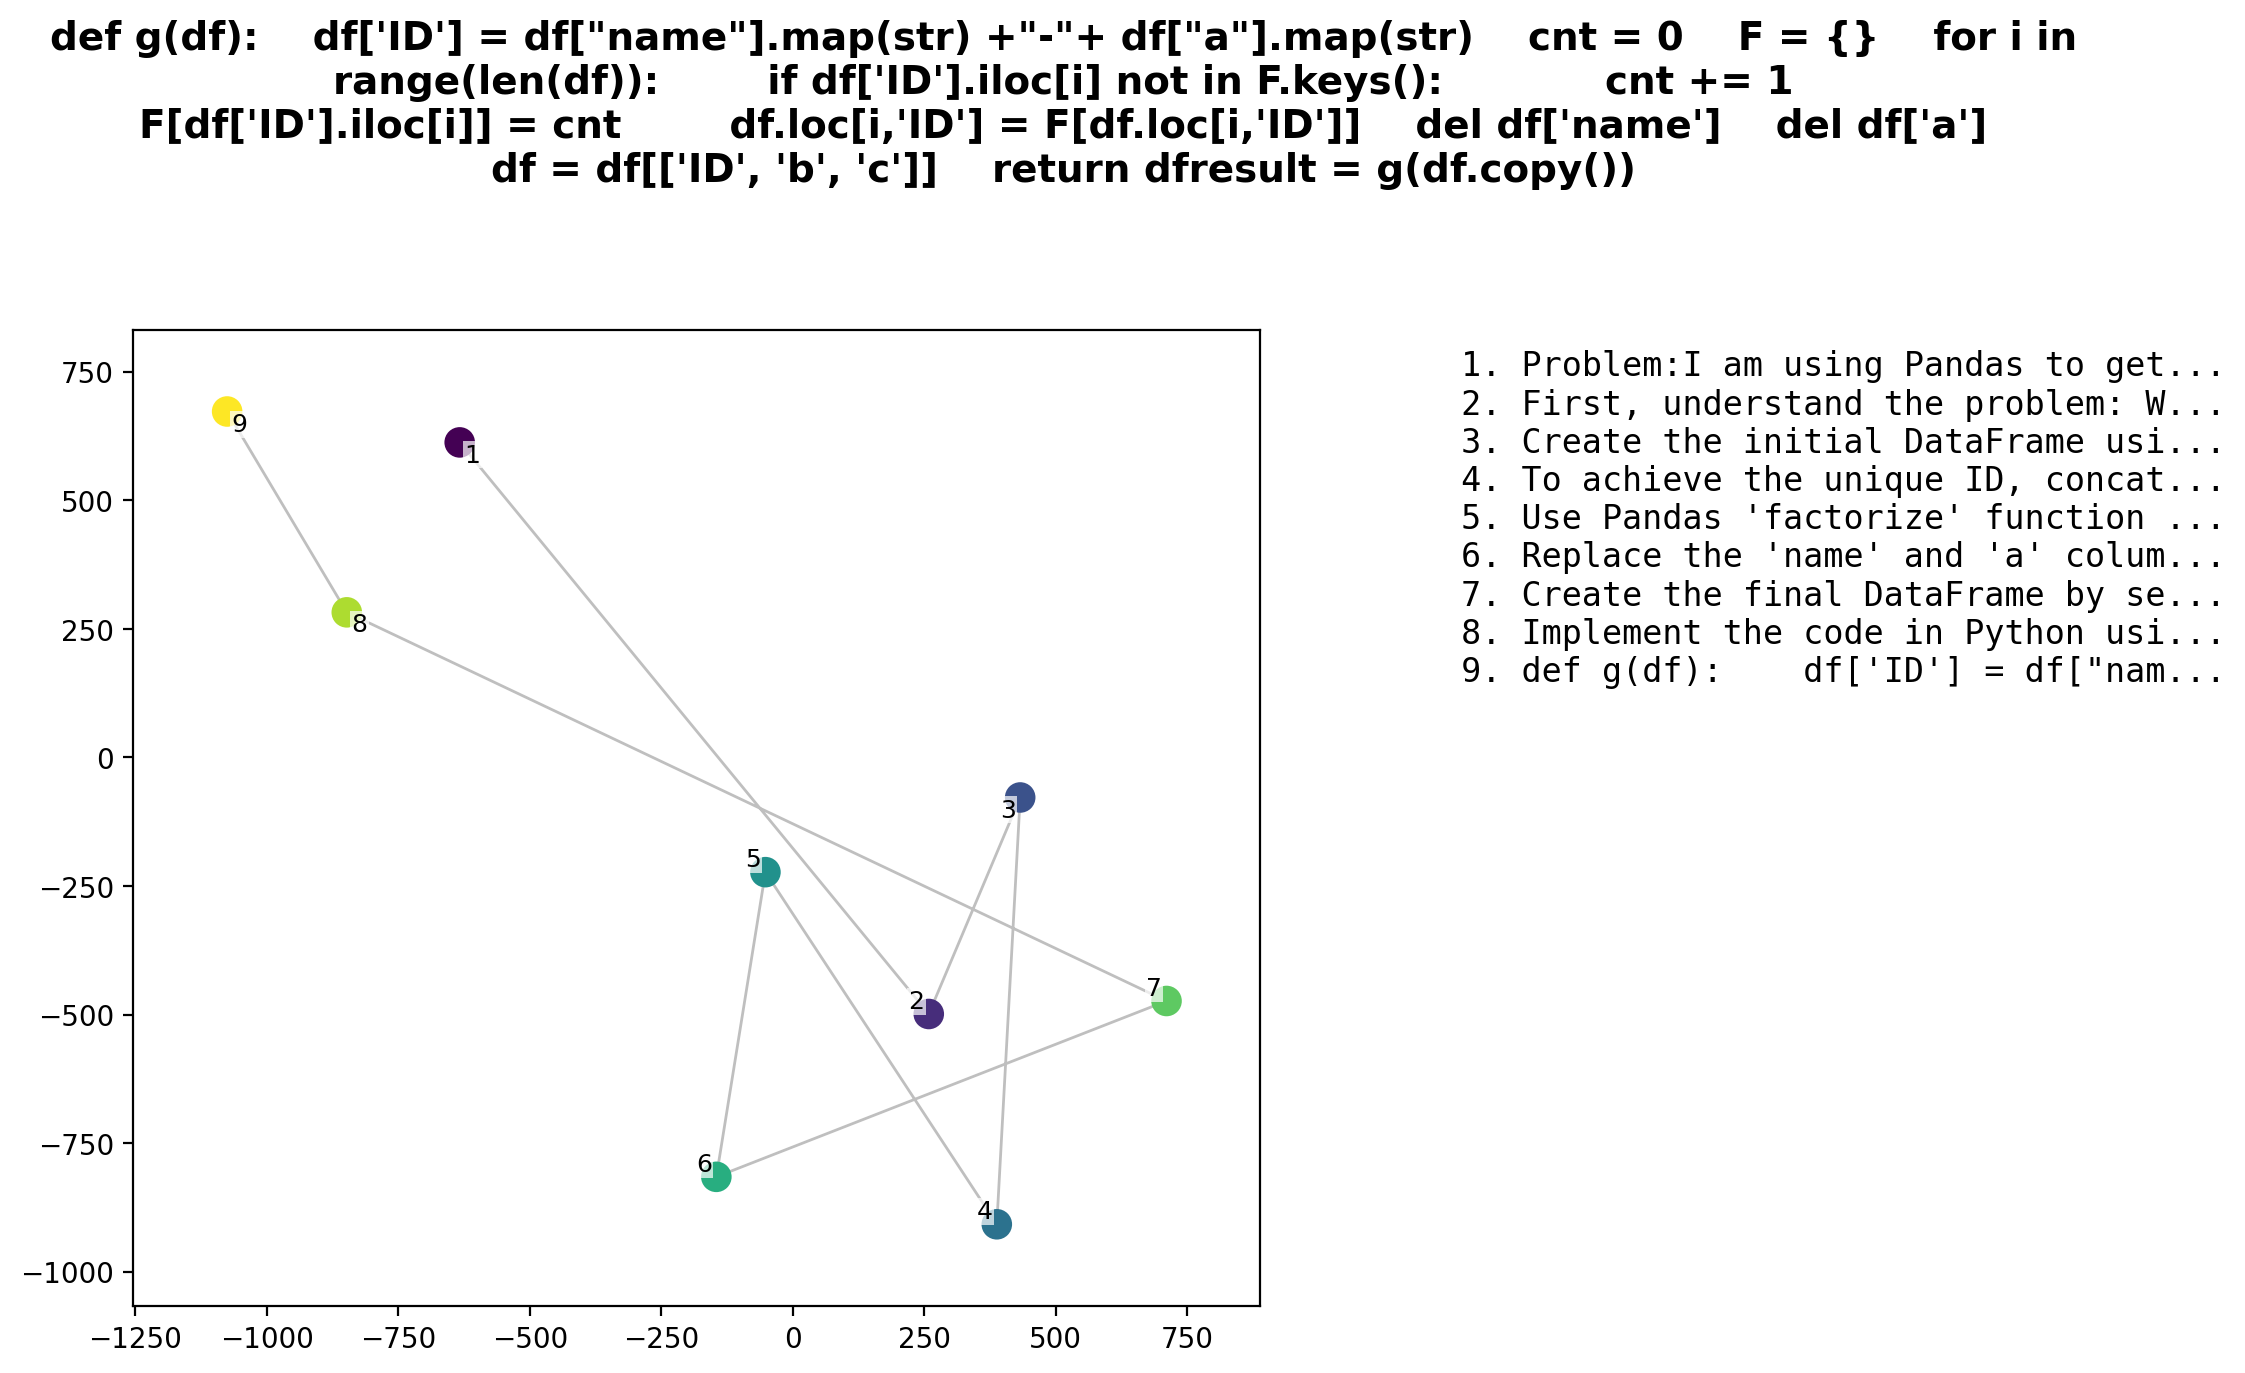 def g(df):    df['ID'] = df["name"].map(str) +"-"+ df["a"].map(str)    cnt = 0    F = {}    for i in
range(len(df)):        if df['ID'].iloc[i] not in F.keys():            cnt += 1
F[df['ID'].iloc[i]] = cnt        df.loc[i,'ID'] = F[df.loc[i,'ID']]    del df['name']    del df['a']
df = df[['ID', 'b', 'c']]    return dfresult = g(df.copy())
750
500
250
0
−250
−500
−750
−1000
−1250
−1000
−750
−500
−250
0
250
500
750
9
1
8
3
5
2
7
6
4
1. Problem:I am using Pandas to get...
2. First, understand the problem: W...
3. Create the initial DataFrame usi...
4. To achieve the unique ID, concat...
5. Use Pandas 'factorize' function ...
6. Replace the 'name' and 'a' colum...
7. Create the final DataFrame by se...
8. Implement the code in Python usi...
9. def g(df):    df['ID'] = df["nam...